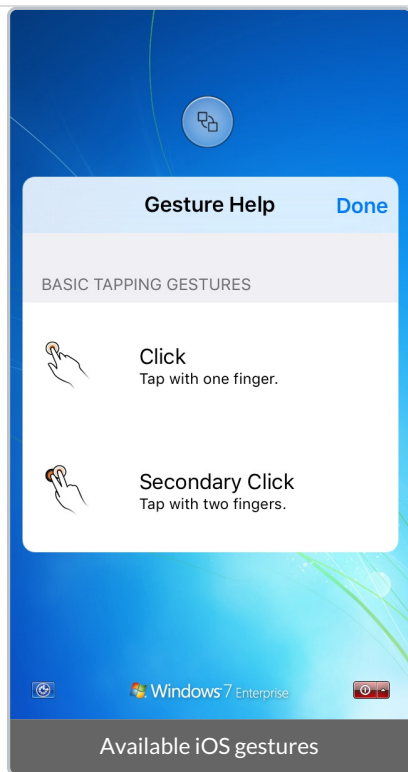 Gesture Help
Done
BASIC TAPPING GESTURES
Click
Tap with one finger.
Secondary Click
Tap with two fingers.
Windows 7 Enterprise
Available iOS gestures